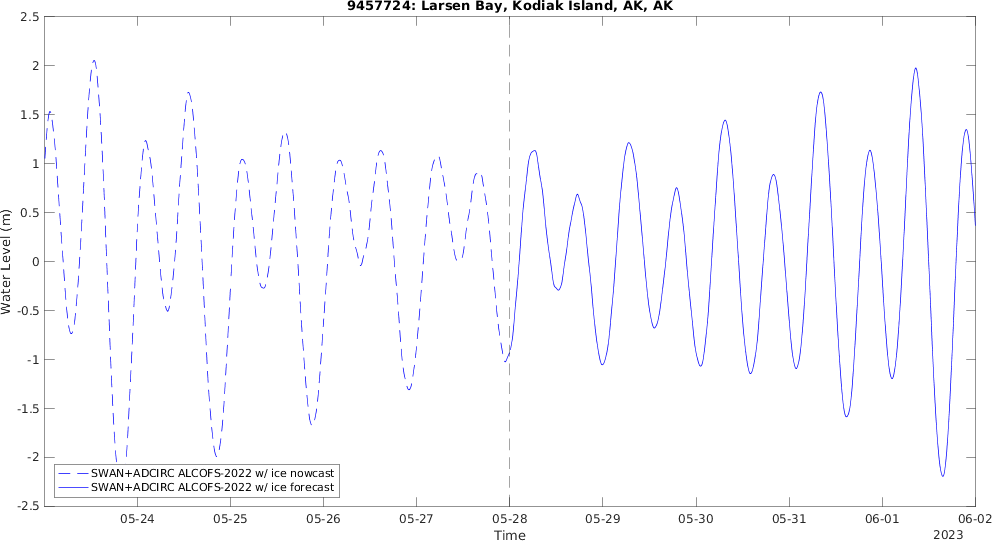 9457724: Larsen Bay, Kodiak Island, AK, AK
Water Level (m)
2.5
2
1.5
1
0.5
0
-0.5
-1
-1.5
-2
-2.5
SWAN+ADCIRC ALCOFS-2022 w/ ice nowcast
SWAN+ADCIRC ALCOFS-2022 w/ ice forecast
05-24 05-25 05-26 05-27 05-28 05-29 05-30 05-31 06-01 06-02
Time
2023